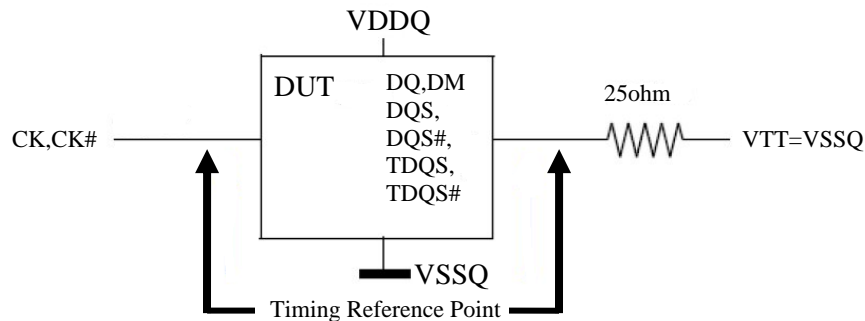 VDDQ
DUT
DQ,DM
DQS,
DQS#,
TDQS,
TDQS#
CK,CK#
25ohm
VTT=VSSQ
VSSQ
Timing Reference Point